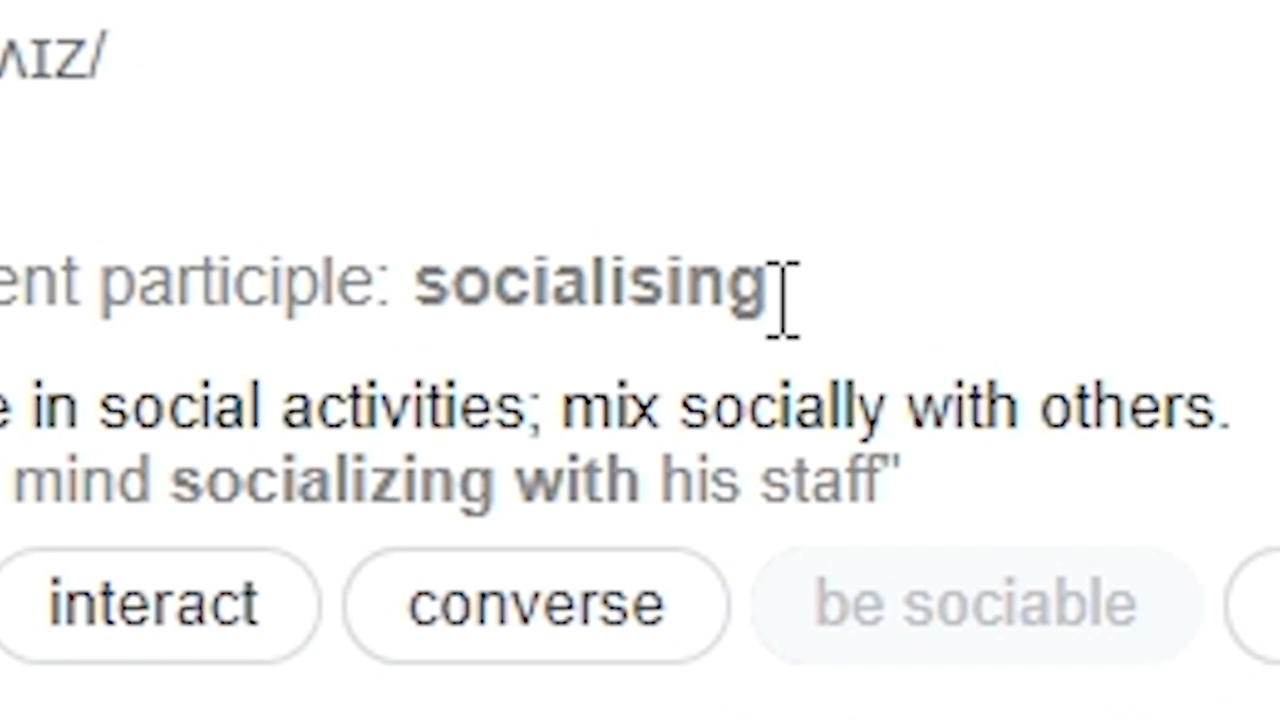 ʌɪz/
ent participle: socialising
e in social activities; mix socially with others.
mind socializing with his staff"
interact converse be sociable